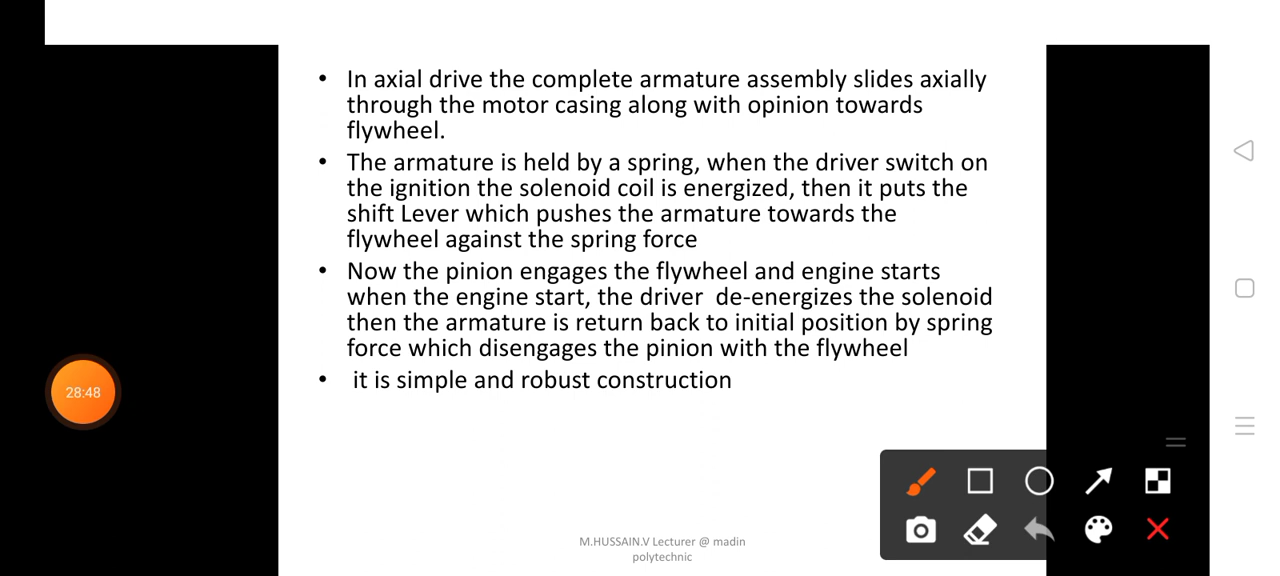 • In axial drive the complete armature assembly slides axially
through the motor casing along with opinion towards
flywheel.
• The armature is held by a spring, when the driver switch on
the ignition the solenoid coil is energized, then it puts the
shift Lever which pushes the armature towards the
flywheel against the spring force
• Now the pinion engages the flywheel and engine starts
when the engine start, the driver  de-energizes the solenoid
then the armature is return back to initial position by spring
force which disengages the pinion with the flywheel
• it is simple and robust construction
28:48
M.HUSSAIN.V Lecturer @ madin
polytechnic